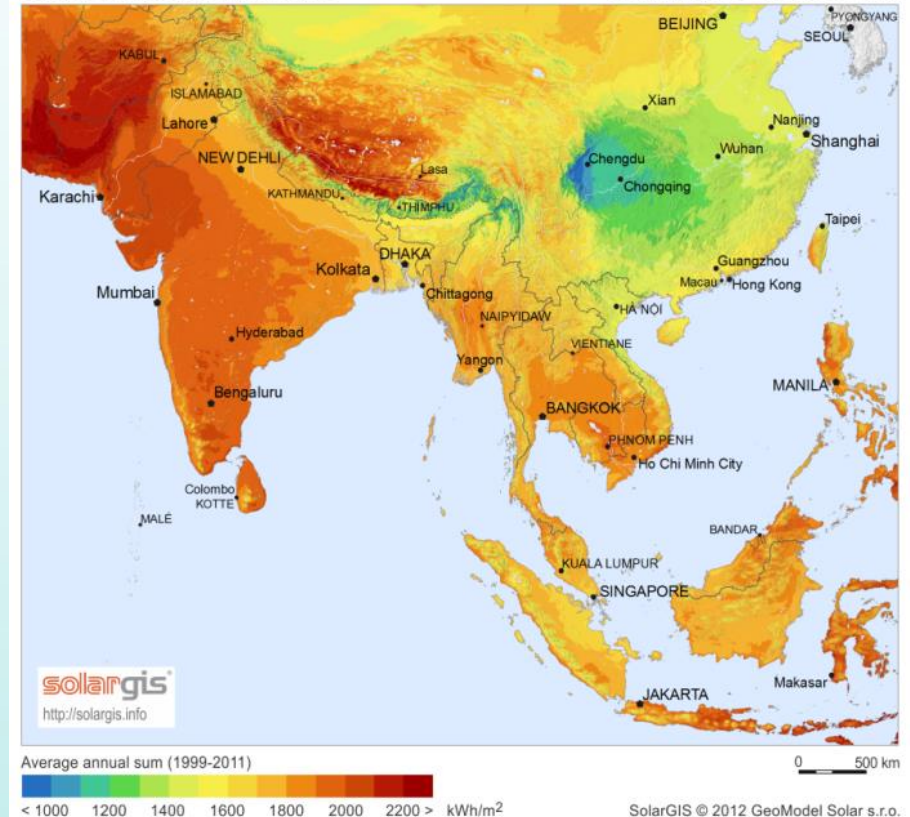 BEIJING
PYONGYANG
SEOUL
KABUL
ISLAMABAD
Lahore
Xian
Nanjing
Shanghai
Wuhan
NEW DEHLI
Lasa
Chengdu
Chongqing
Karachi
KATHMANDU
THIMPHU
Taipei
DHAKA
Kolkata
Guangzhou
Macau
Hong Kong
Mumbai
Chittagong
HÀ NỘI
NAIPYIDAW
Hyderabad
VIENTIANE
Yangon
Bengaluru
MANILA
BANGKOK
PHNOM PENH
Ho Chi Minh City
Colombo
KOTTE
MALÉ
BANDAR
KUALA LUMPUR
SINGAPORE
Makasar
JAKARTA
solargis
http://solargis.info
Average annual sum (1999-2011)
0 500 km
< 1000 1200 1400 1600 1800 2000 2200 > kWh/m2
SolarGIS © 2012 GeoModel Solar s.r.o.